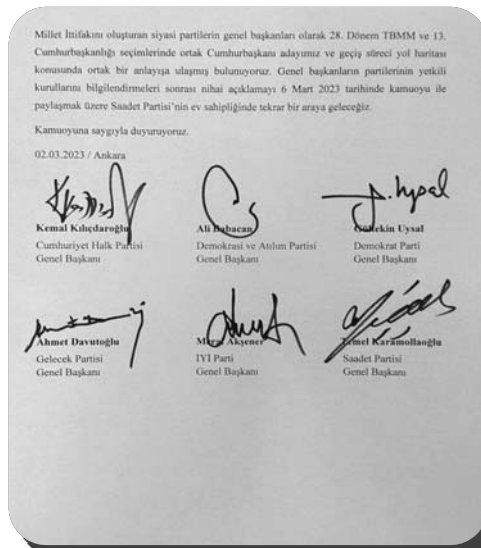 Millet İttifakını oluşturan siyasi partilerin genel başkanları olarak 28. Dönem TBMM ve 13.
Cumhurbaşkanlığı seçimlerinde ortak Cumhurbaşkanı adayımız ve geçiş süreci yol haritası
konusunda ortak bir anlayışa ulaşmış bulunuyoruz. Genel başkanların partilerinin yetkili
kurullarını bilgilendirmeleri sonrası nihai açıklamayı 6 Mart 2023 tarihinde kamuoyu ile
paylaşmak üzere Saadet Partisi'nin ev sahipliğinde tekrar bir araya geleceğiz.
Kamuoyuna saygıyla duyuruyoruz.
02.03.2023 / Ankara
Kemal Kılıçdaroğlu
Cumhuriyet Halk Partisi
Genel Başkanı
Ali Babacan
Demokrasi ve Atılım Partisi
Genel Başkanı
Gültekin Uysal
Demokrat Parti
Genel Başkanı
Ahmet Davutoğlu
Gelecek Partisi
Genel Başkanı
Meral Akşener
İYİ Parti
Genel Başkanı
Temel Karamollaoğlu
Saadet Partisi
Genel Başkanı